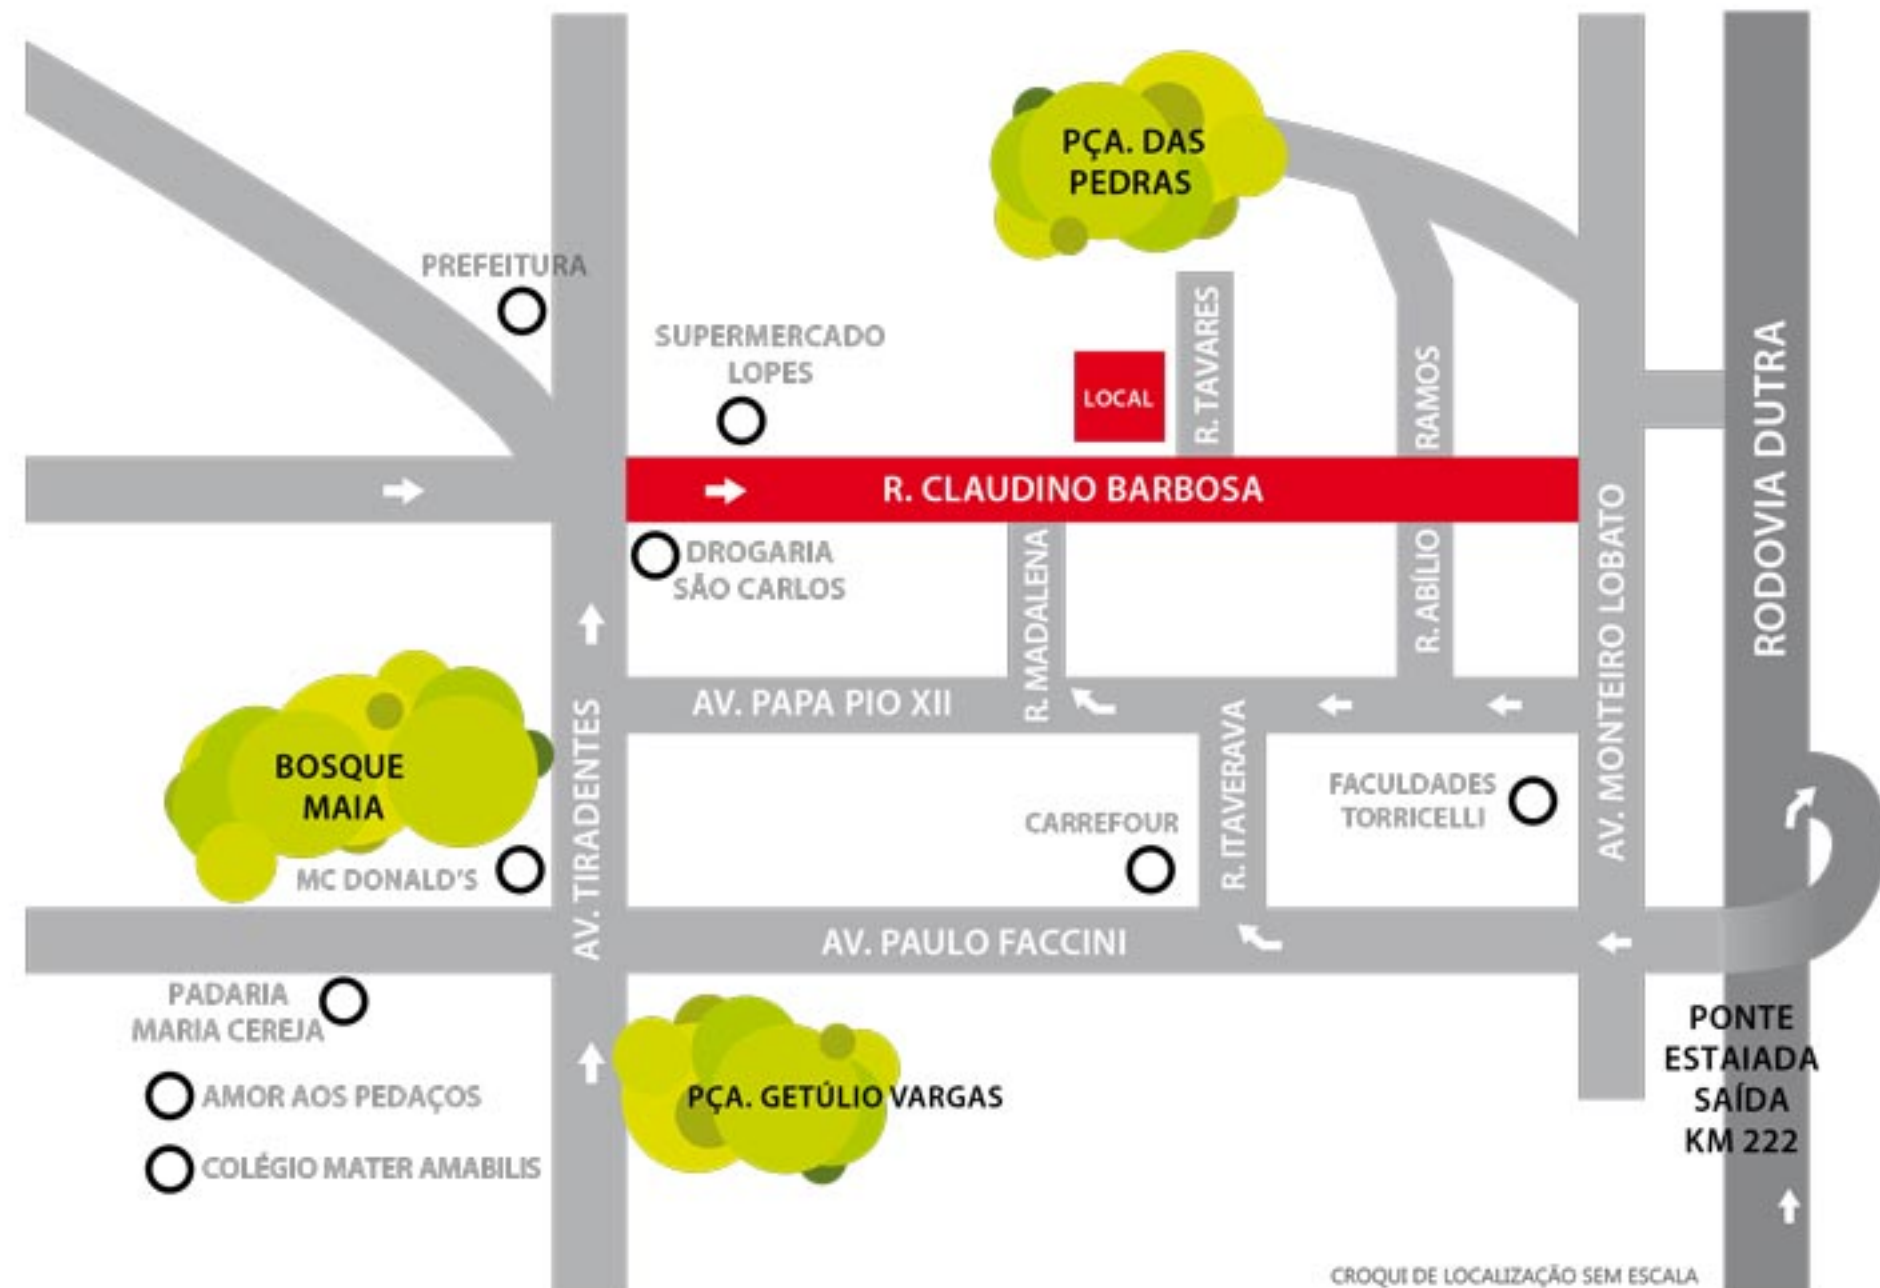 PÇA. DAS
PEDRAS
PREFEITURA
SUPERMERCADO
LOPES
LOCAL
R. TAVARES
R. ABÍLIO RAMOS
RODOVIA DUTRA
R. CLAUDINO BARBOSA
DROGARIA
SÃO CARLOS
R. MADALENA
AV. MONTEIRO LOBATO
AV. PAPA PIO XII
AV. TIRADENTES
BOSQUE
MAIA
MC DONALD'S
CARREFOUR
R. ITAVERAVA
FACULDADES
TORRICELLI
AV. PAULO FACCINI
PADARIA
MARIA CEREJA
AMOR AOS PEDAÇOS
COLÉGIO MATER AMABILIS
PÇA. GETÚLIO VARGAS
PONTE
ESTAIADA
SAÍDA
KM 222
CROQUI DE LOCALIZAÇÃO SEM ESCALA